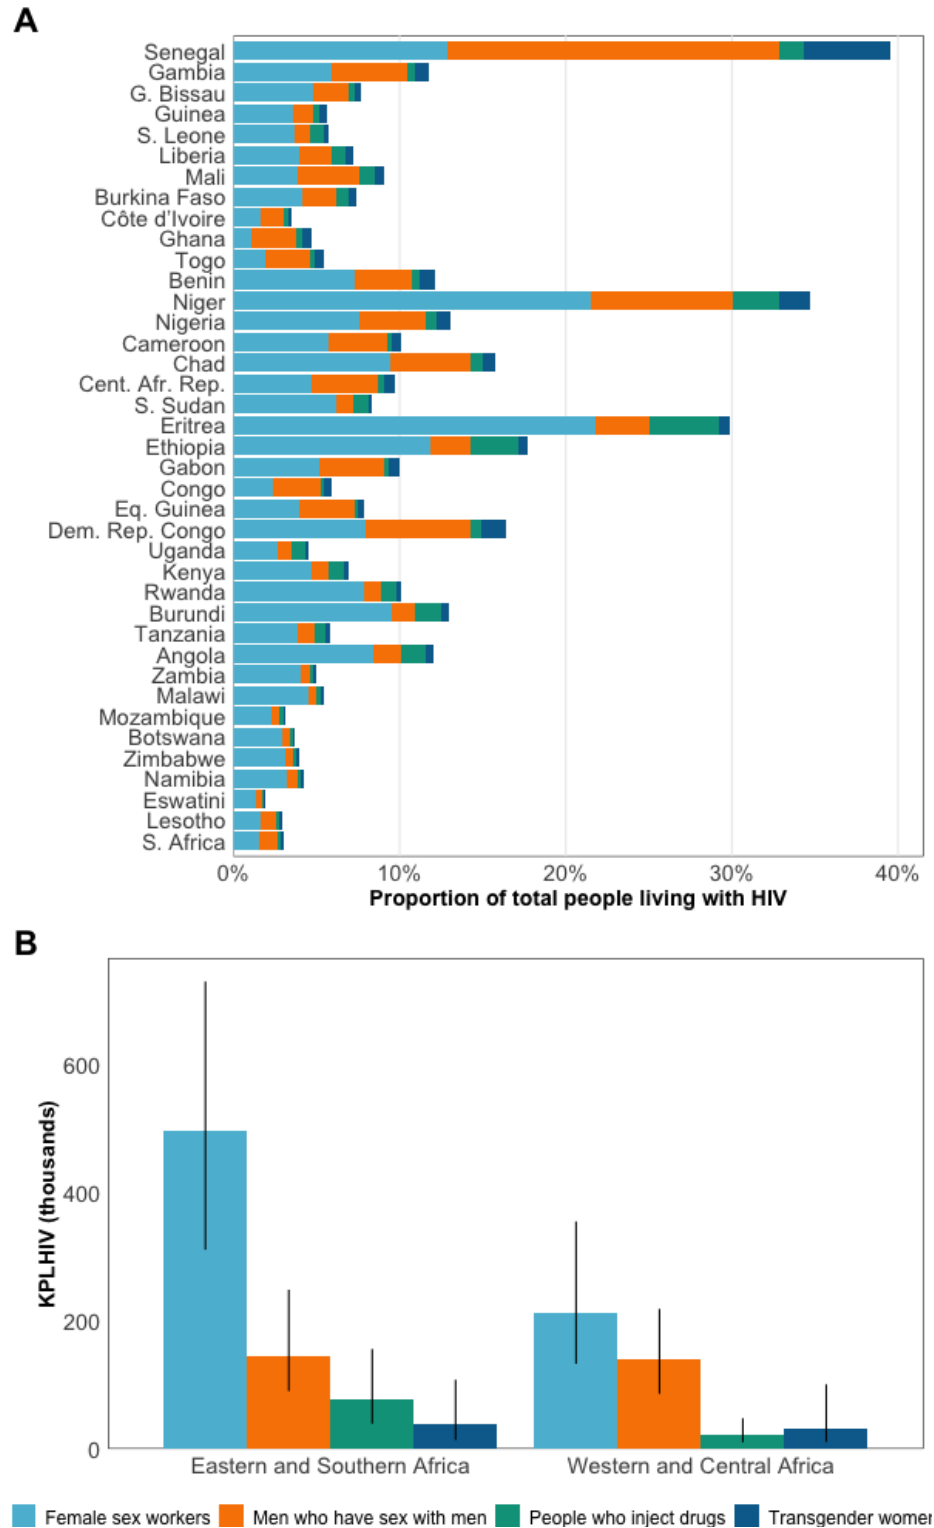 A
Senegal
Gambia
G. Bissau
Guinea
S. Leone
Liberia
Mali
Burkina Faso
Côte d'Ivoire
Ghana
Togo
Benin
Niger
Nigeria
Cameroon
Chad
Cent. Afr. Rep.
S. Sudan
Eritrea
Ethiopia
Gabon
Congo
Eq. Guinea
Dem. Rep. Congo
Uganda
Kenya
Rwanda
Burundi
Tanzania
Angola
Zambia
Malawi
Mozambique
Botswana
Zimbabwe
Namibia
Eswatini
Lesotho
S. Africa
0% 10% 20% 30% 40%
Proportion of total people living with HIV
B
KPLHIV (thousands)
600
400
200
0
Eastern and Southern Africa Western and Central Africa
Female sex workers Men who have sex with men People who inject drugs Transgender women